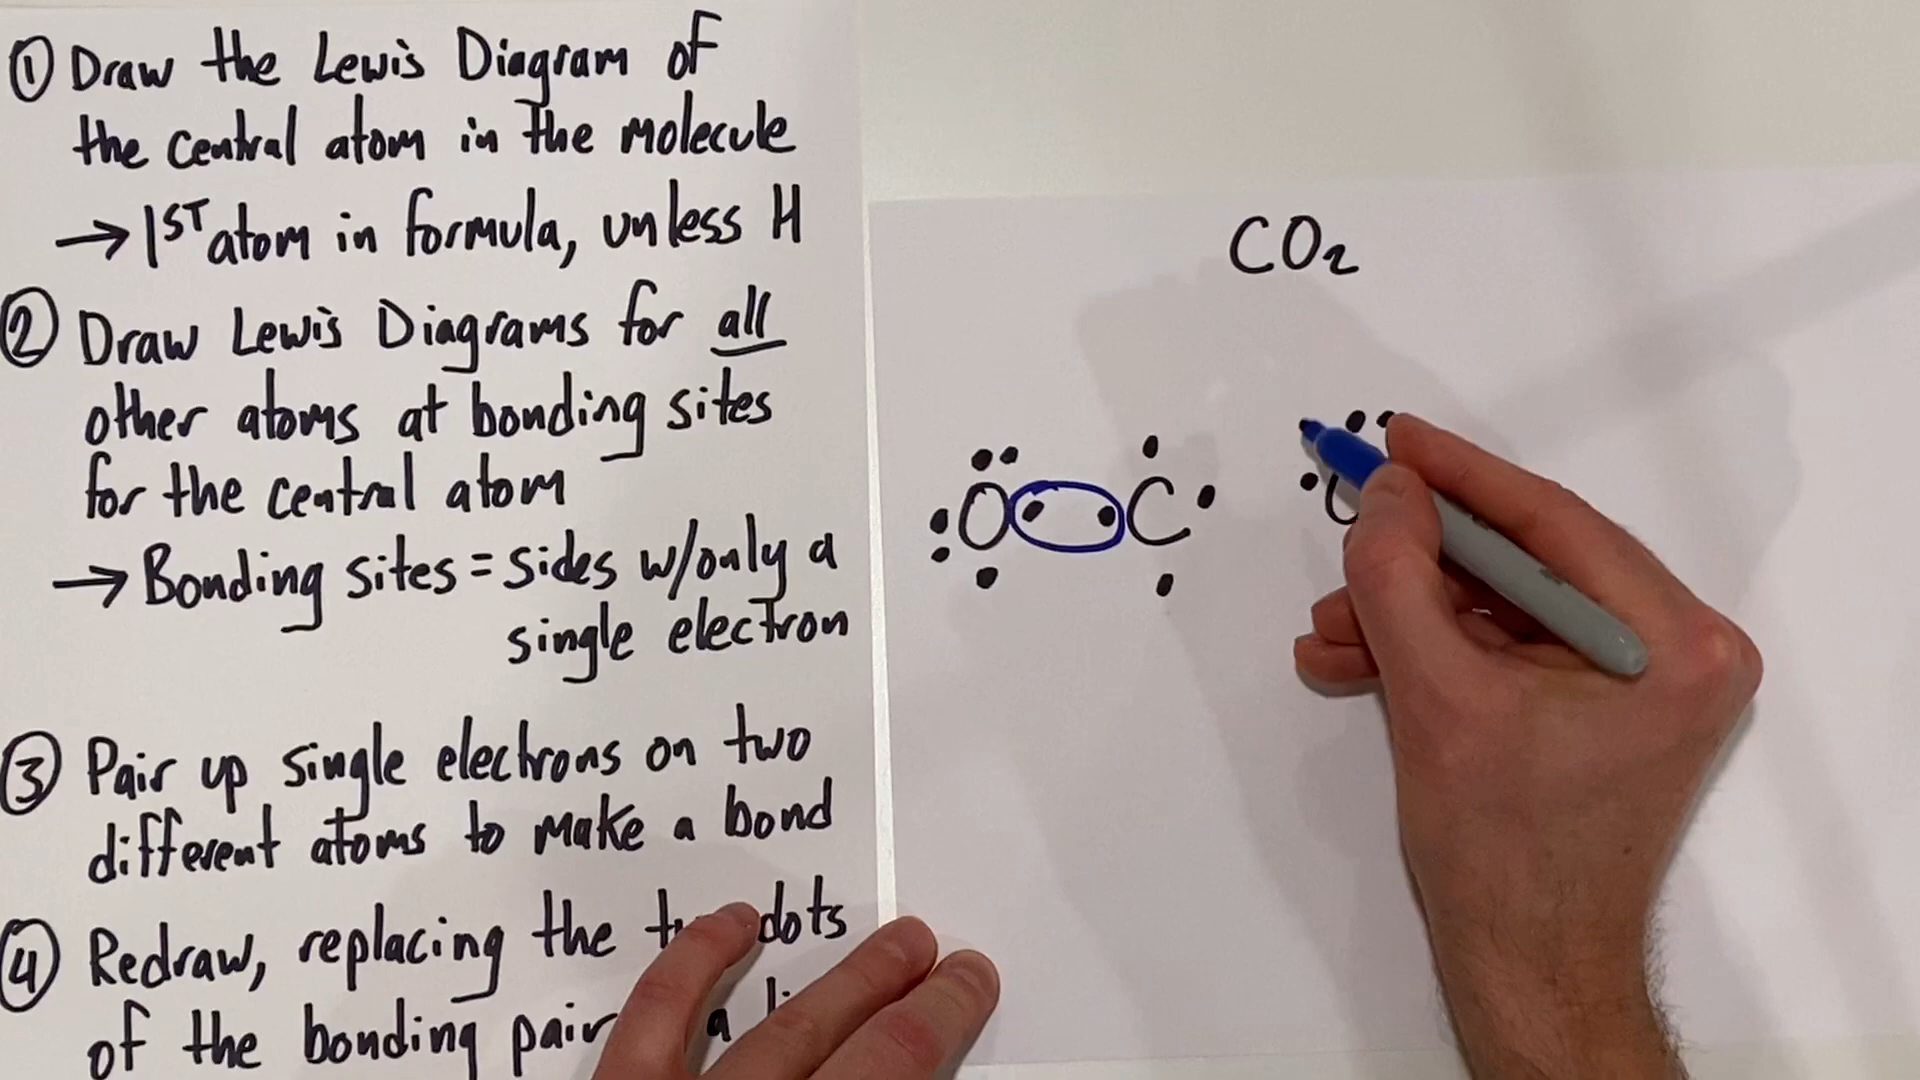 ① Draw the Lewis Diagram of
the central atom in the molecule
→ 1ST atom in formula, unless H
② Draw Lewis Diagrams for all
other atoms at bonding sites
for the central atom
→ Bonding sites = sides w/only a
single electron
③ Pair up single electrons on two
different atoms to make a bond
④ Redraw, replacing the dots
of the bonding pair a
CO₂
O C